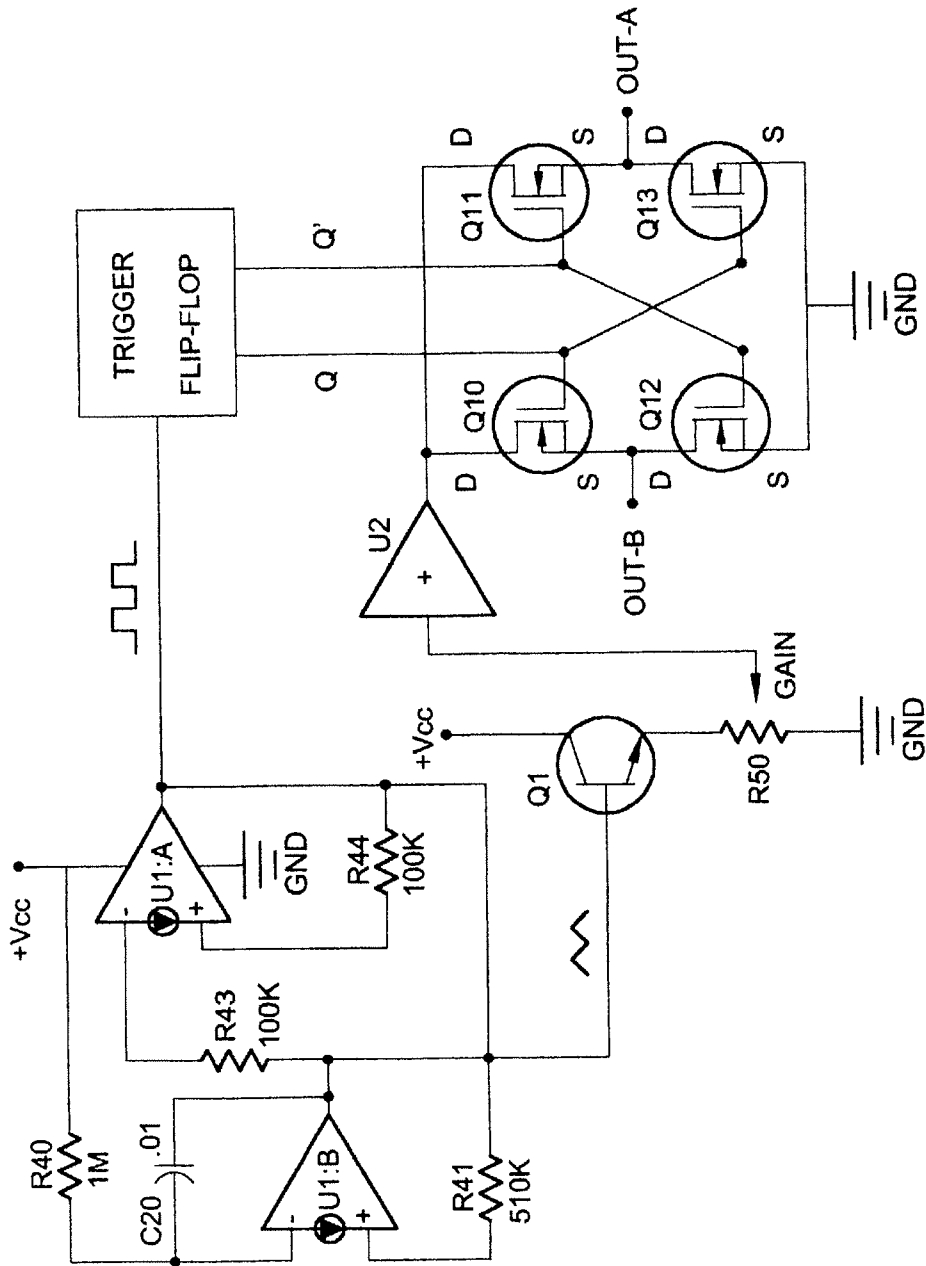 +Vcc
R40
1M
C20
.01
-
U1:B
+
R41
510K
R43
100K
-
U1:A
+
GND
R44
100K
TRIGGER
FLIP-FLOP
Q
Q'
+Vcc
Q1
R50
GAIN
GND
U2
+
D
Q10
S
D
Q11
S
OUT-B
OUT-A
D
Q12
S
D
Q13
S
GND